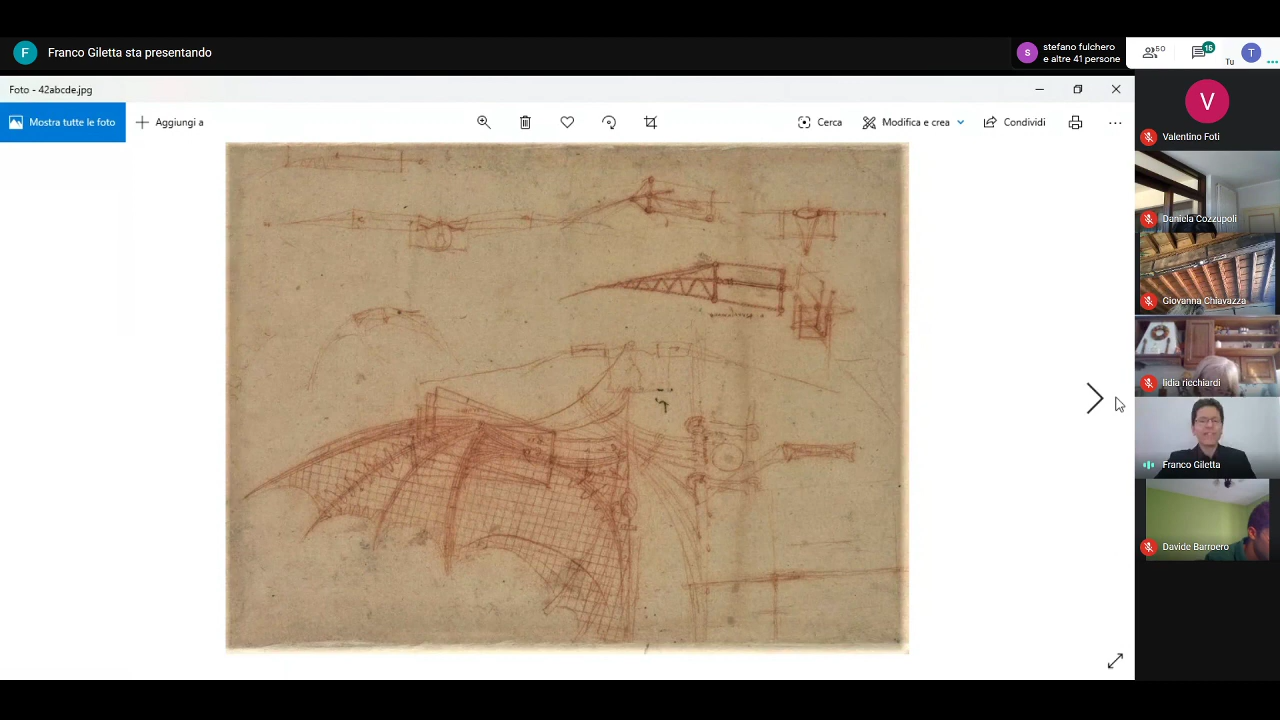 F
Franco Giletta sta presentando
S
stefano fulchero
e altre 41 persone
50
15
Tu
T
Foto - 42abcde.jpg
Mostra tutte le foto
Aggiungi a
Cerca
Modifica e crea
Condividi
V
Valentino Foti
Daniela Cozzupoli
Giovanna Chiavazza
lidia ricchiardi
Franco Giletta
Davide Barroero